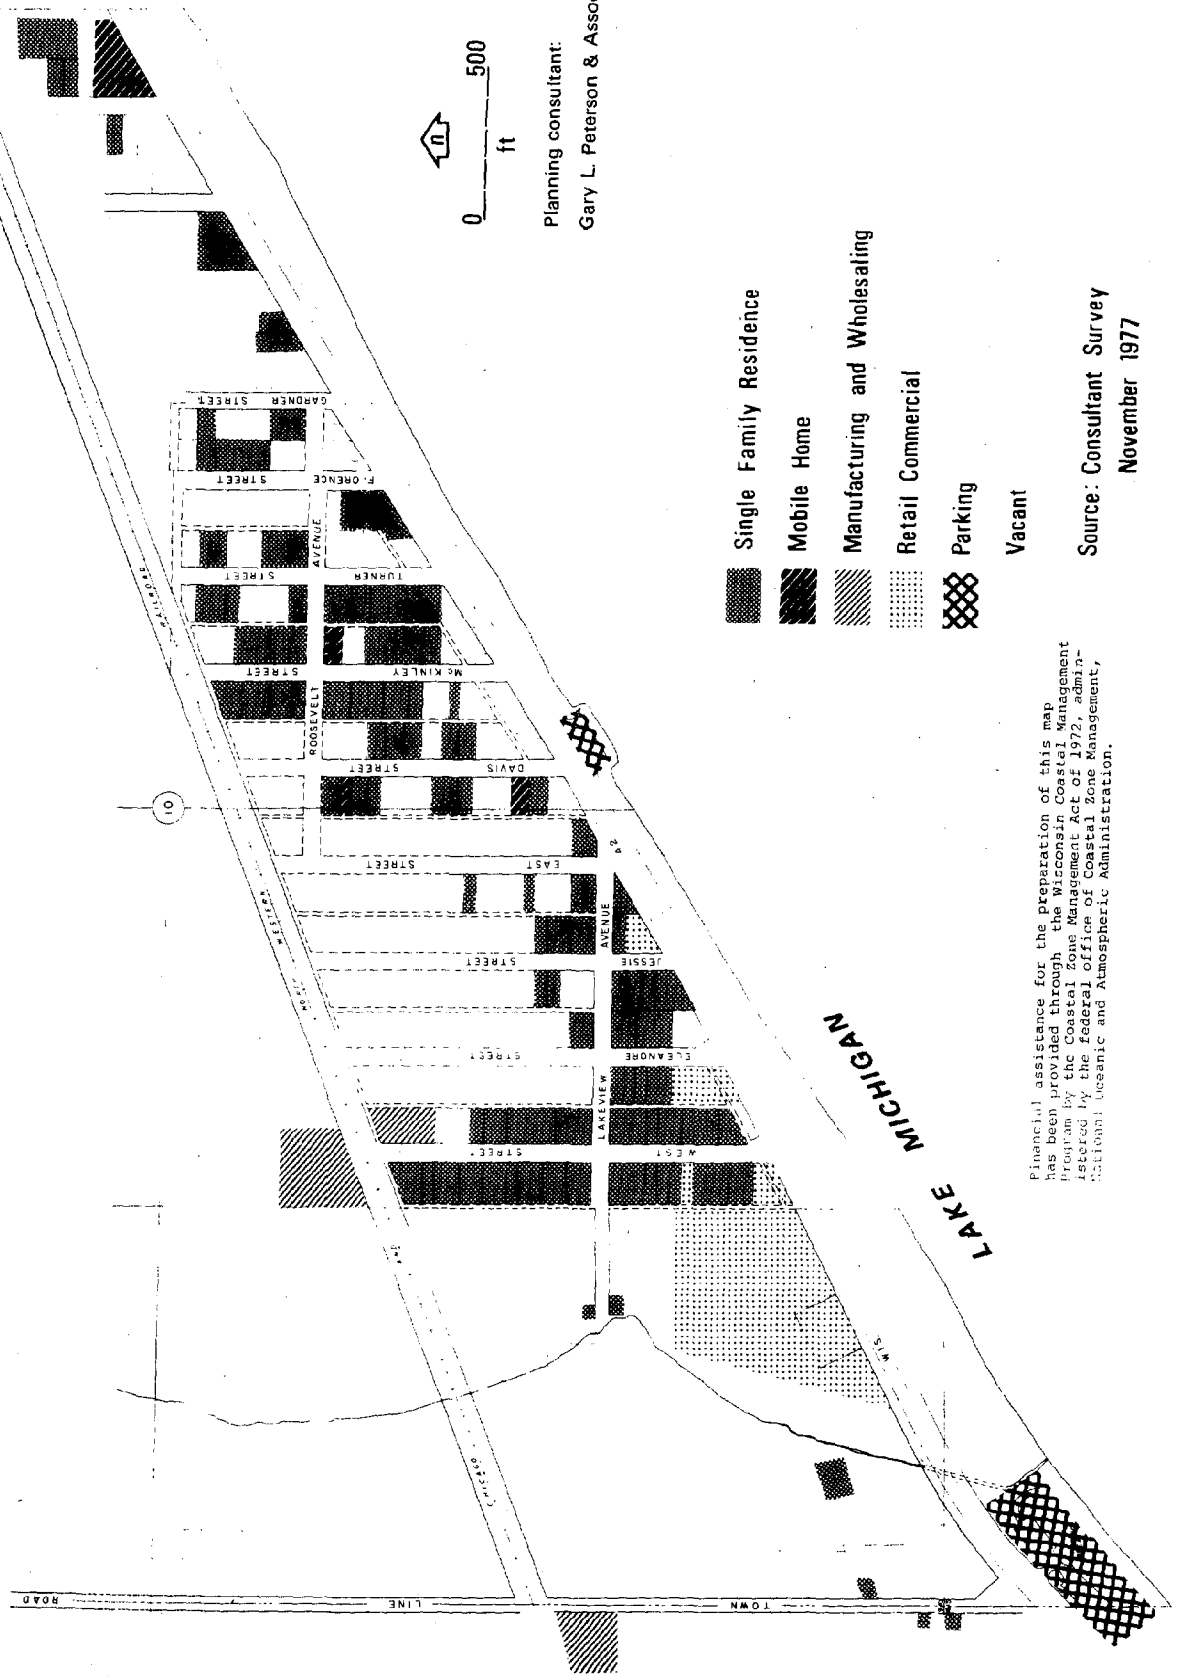 n
0 500
ft
Planning consultant:
Gary L. Peterson & Asso
Single Family Residence
Mobile Home
Manufacturing and Wholesaling
Retail Commercial
Parking
Vacant
Source: Consultant Survey
November 1977
Financial assistance for the preparation of this map
has been provided through the Wisconsin Coastal Management
Program by the Coastal Zone Management Act of 1972, admin-
istered by the federal office of Coastal Zone Management,
National Oceanic and Atmospheric Administration.
LAKE MICHIGAN
TOWN LINE ROAD
CHICAGO AND NORTH WESTERN RAILROAD
10
WIS
42
LAKEVIEW AVENUE
ROOSEVELT AVENUE
WEST STREET
ELEANORE STREET
JESSIE STREET
EAST STREET
DAVIS STREET
McKINLEY STREET
TURNER STREET
STREET
GARDNER STREET